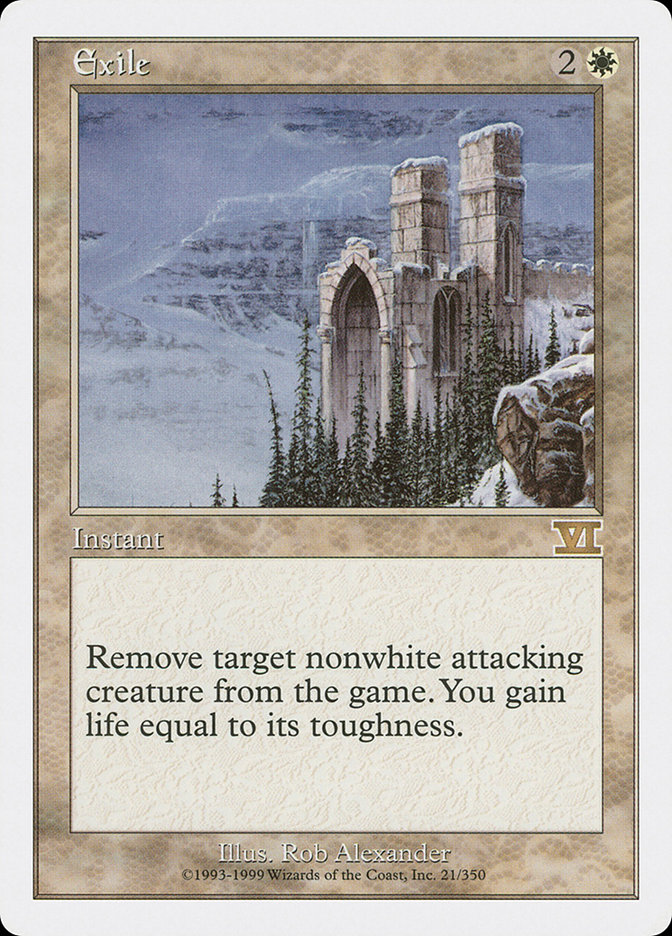 Exile 2
Instant VI
Remove target nonwhite attacking
creature from the game. You gain
life equal to its toughness.
Illus. Rob Alexander
©1993-1999 Wizards of the Coast, Inc. 21/350